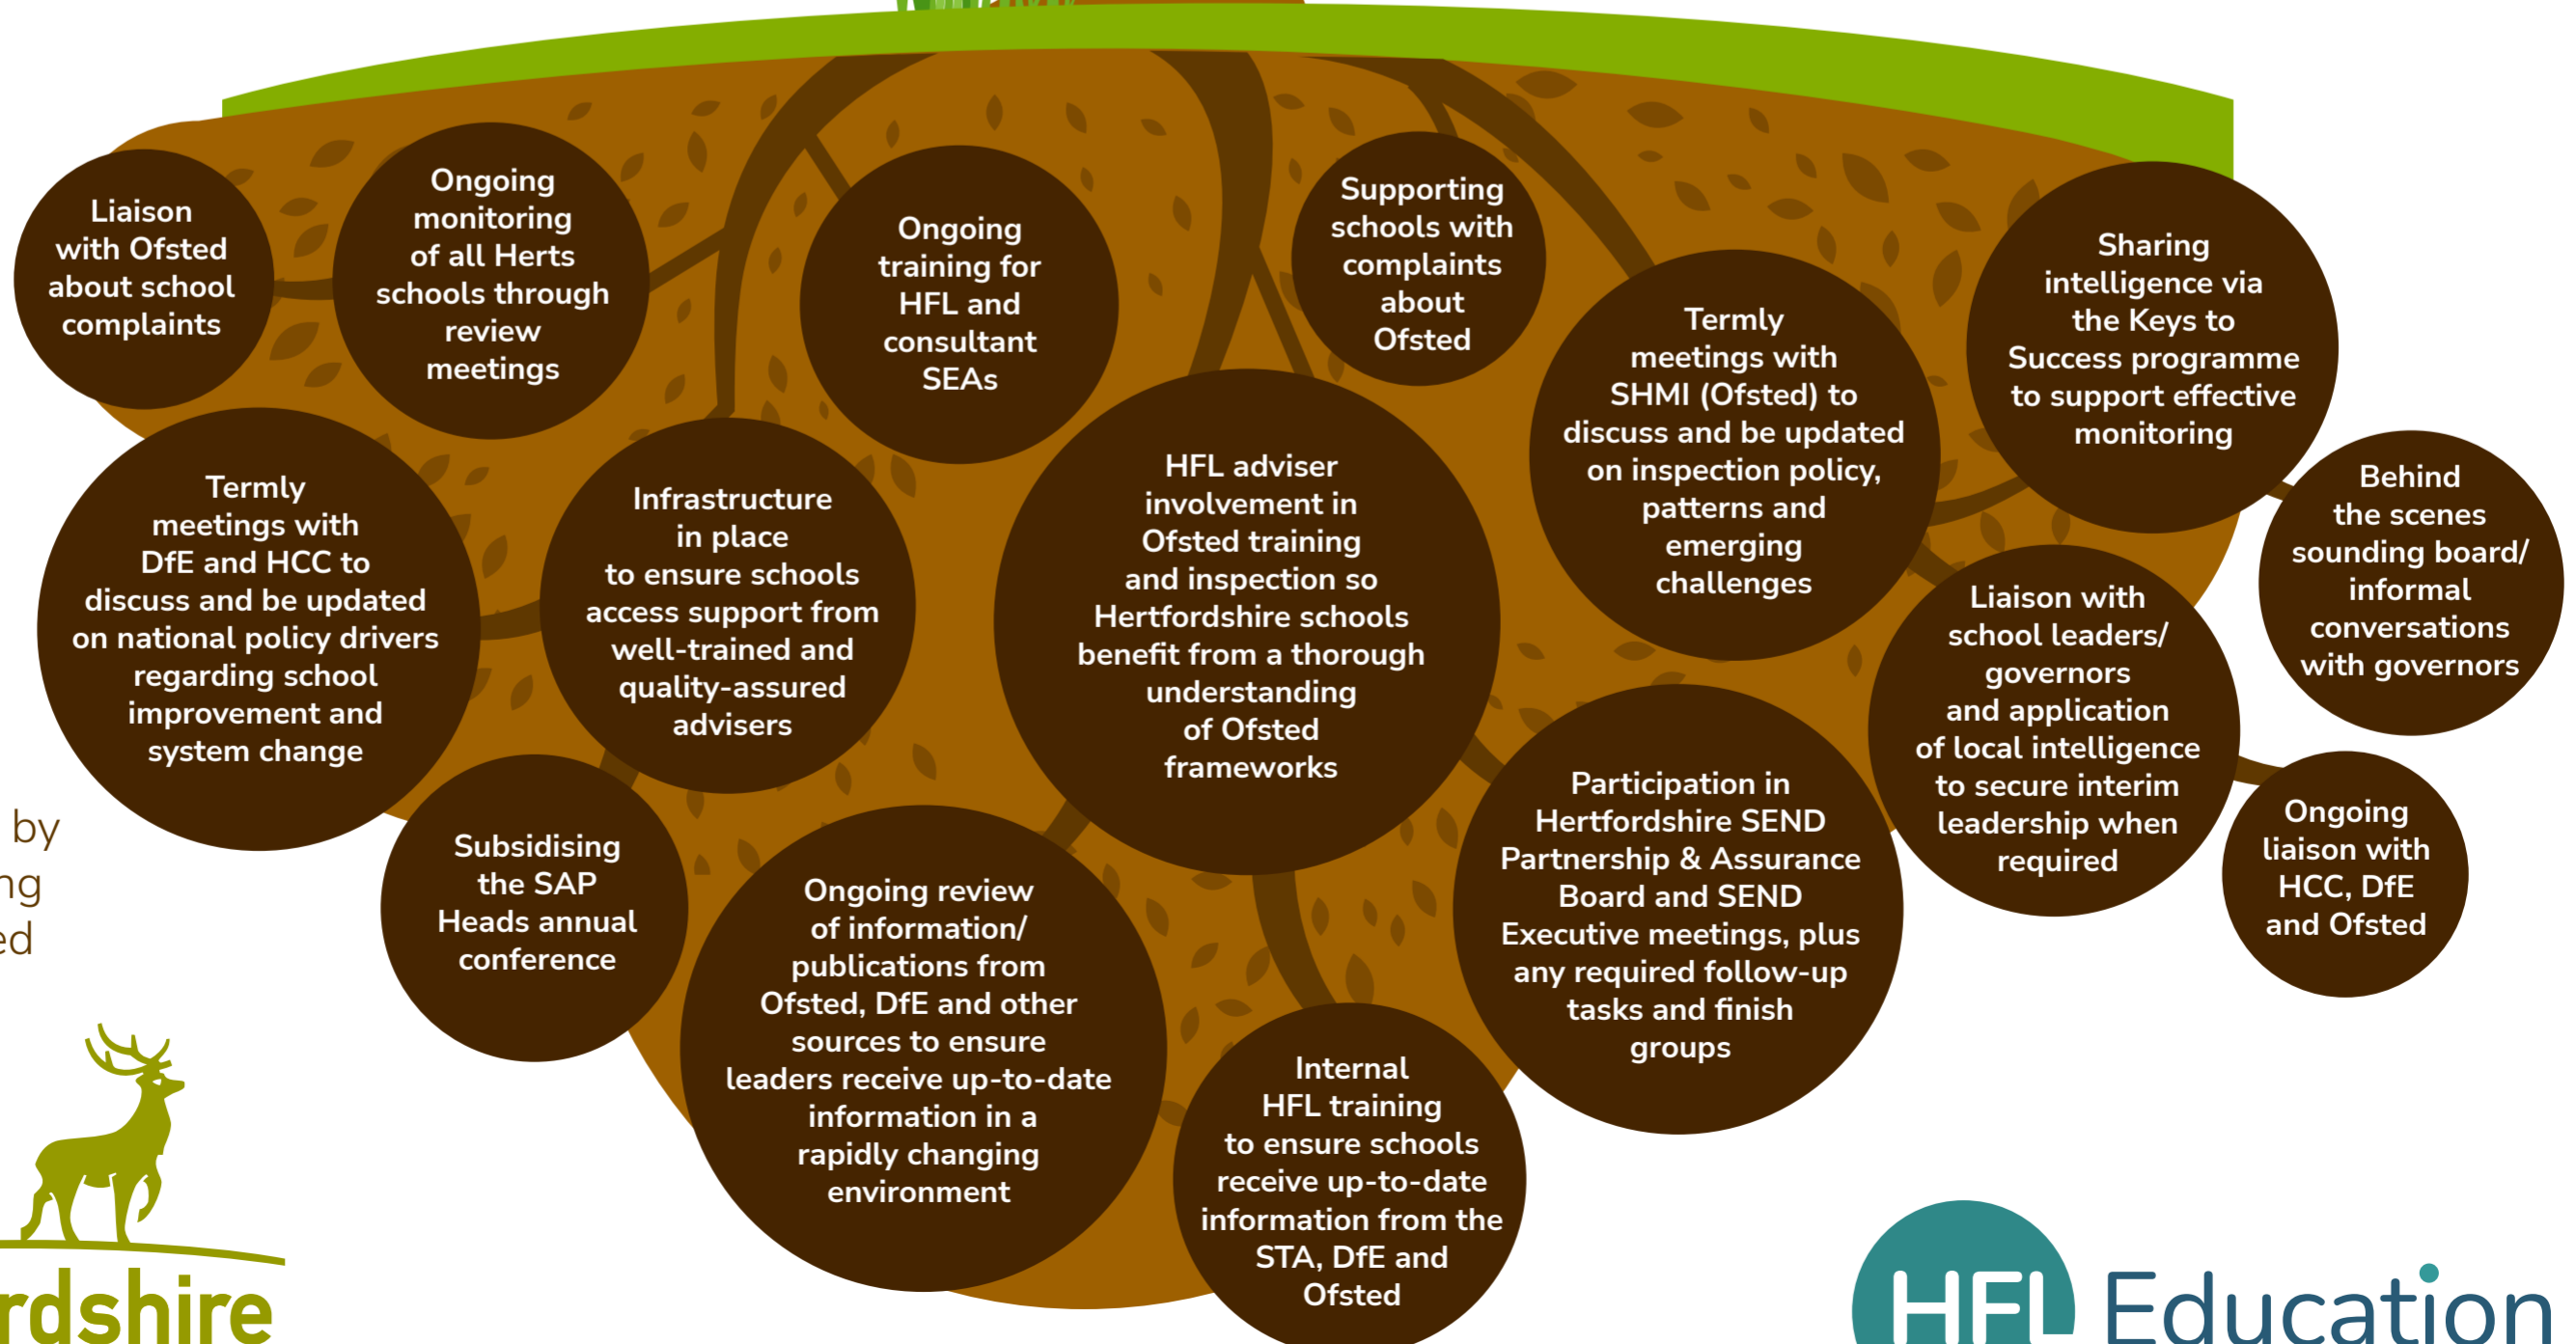 Liaison
with Ofsted
about school
complaints
Ongoing
monitoring
of all Herts
schools through
review
meetings
Ongoing
training for
HFL and
consultant
SEAs
Supporting
schools with
complaints
about
Ofsted
Termly
meetings with
SHMI (Ofsted) to
discuss and be updated
on inspection policy,
patterns and
emerging
challenges
Sharing
intelligence via
the Keys to
Success programme
to support effective
monitoring
Behind
the scenes
sounding board/
informal
conversations
with governors
Termly
meetings with
DfE and HCC to
discuss and be updated
on national policy drivers
regarding school
improvement and
system change
Infrastructure
in place
to ensure schools
access support from
well-trained and
quality-assured
advisers
HFL adviser
involvement in
Ofsted training
and inspection so
Hertfordshire schools
benefit from a thorough
understanding
of Ofsted
frameworks
Liaison with
school leaders/
governors
and application
of local intelligence
to secure interim
leadership when
required
Ongoing
liaison with
HCC, DfE
and Ofsted
Subsidising
the SAP
Heads annual
conference
Ongoing review
of information/
publications from
Ofsted, DfE and other
sources to ensure
leaders receive up-to-date
information in a
rapidly changing
environment
Participation in
Hertfordshire SEND
Partnership & Assurance
Board and SEND
Executive meetings, plus
any required follow-up
tasks and finish
groups
Internal
HFL training
to ensure schools
receive up-to-date
information from the
STA, DfE and
Ofsted
by
ng
ed
rdshire
HFL Education